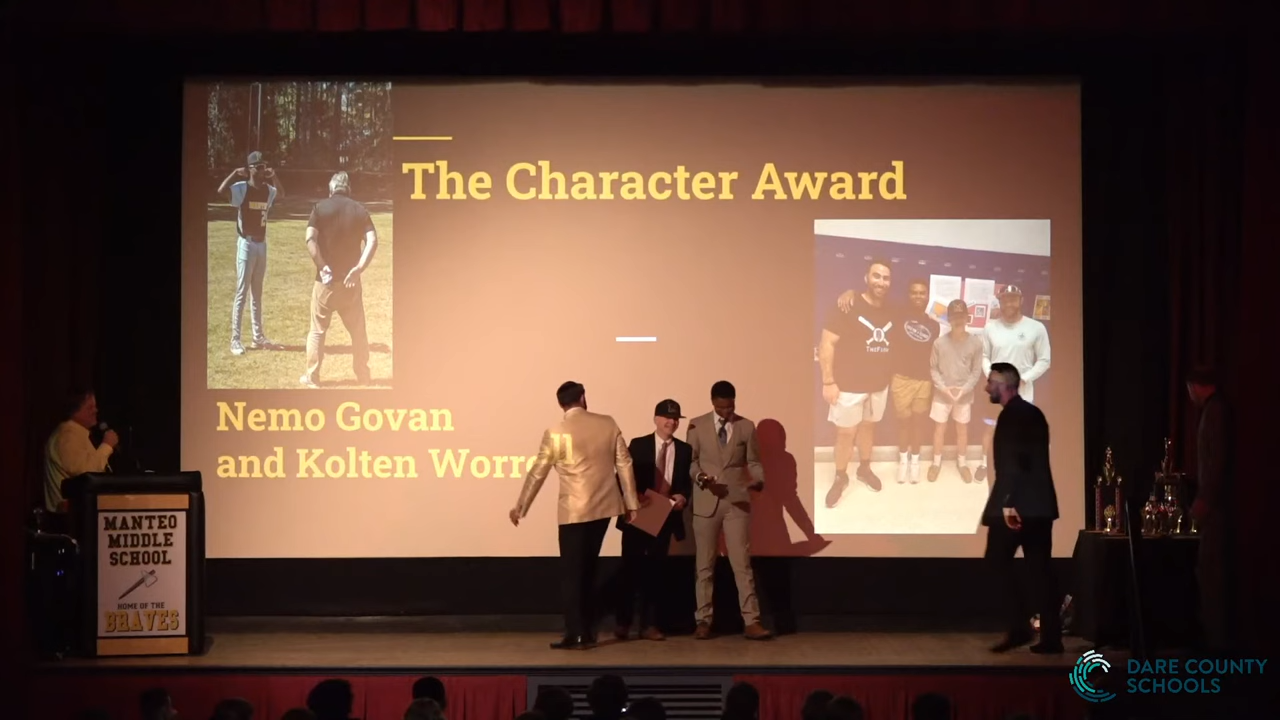 The Character Award
Nemo Govan
and Kolten Worrell
MANTEO
MIDDLE
SCHOOL
HOME OF THE
BRAVES
DARE COUNTY
SCHOOLS